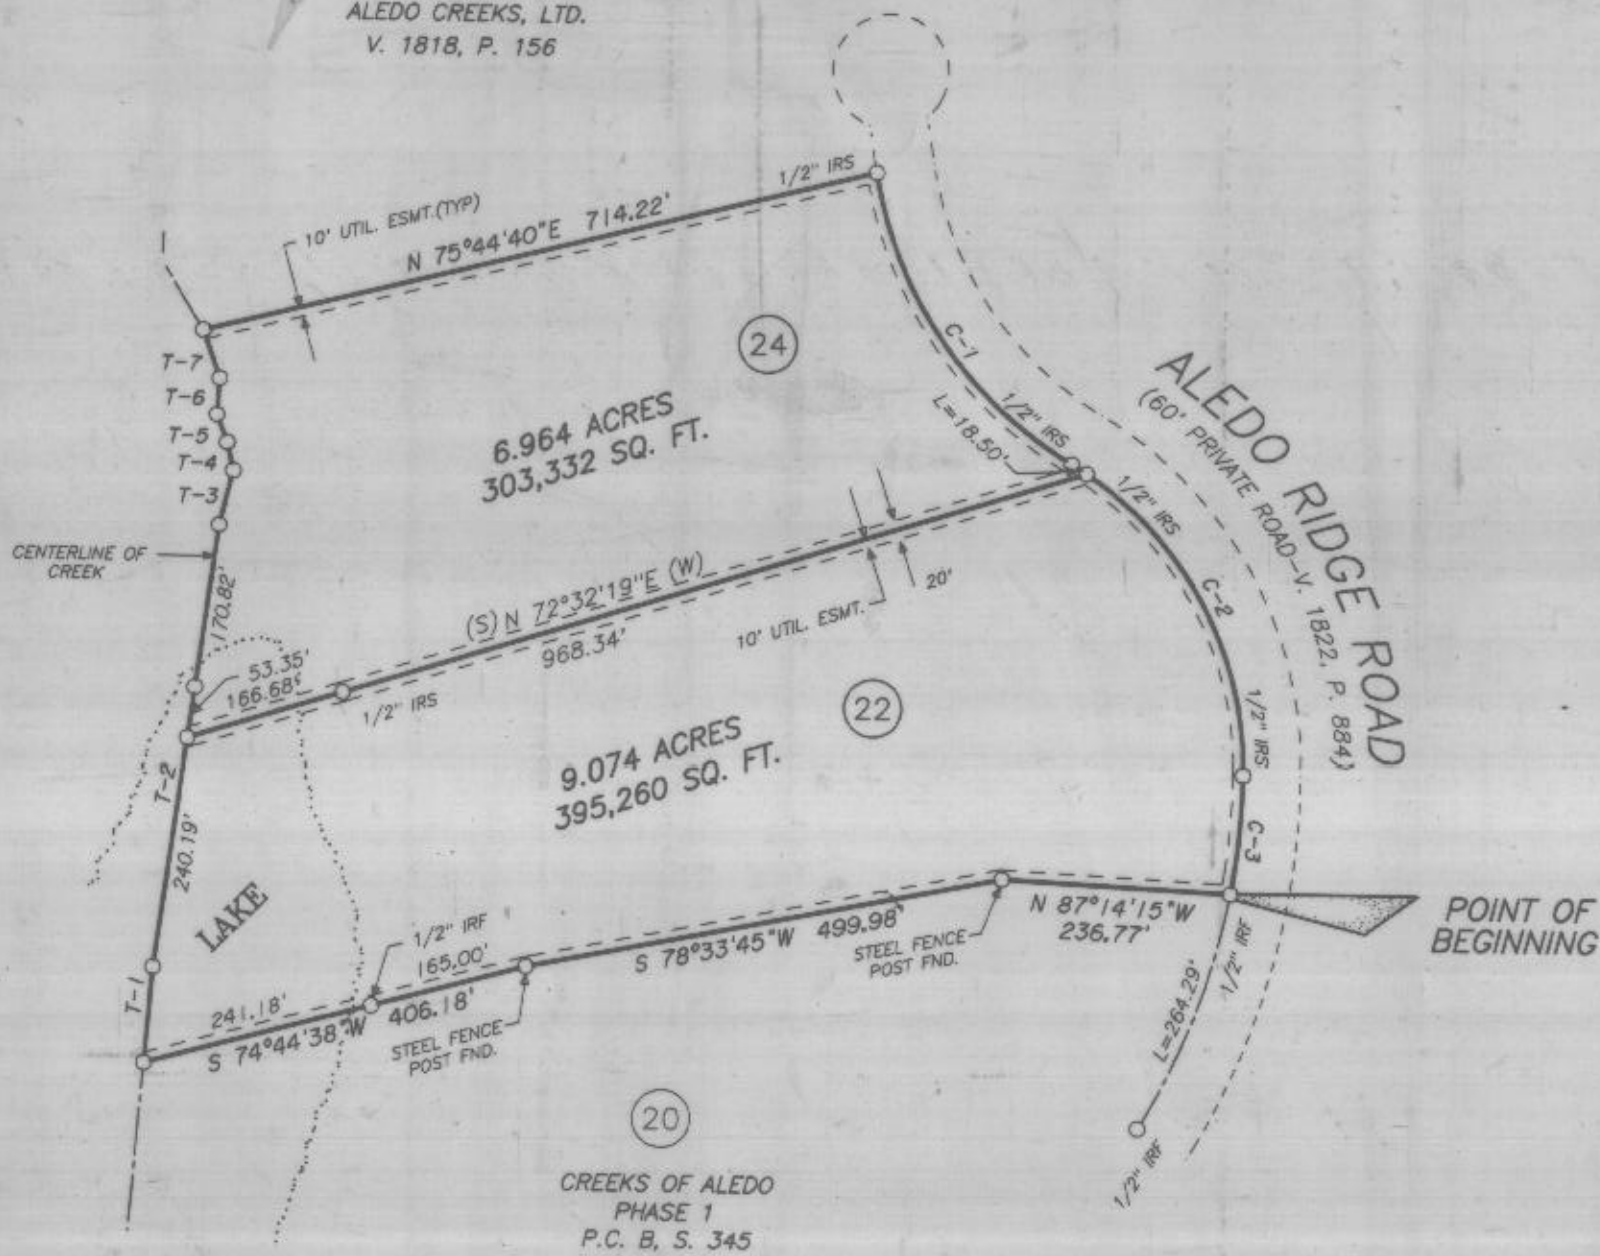 ALEDO CREEKS, LTD.
V. 1818, P. 156
1/2" IRS
10' UTIL. ESMT.(TYP)
N 75°44'40"E 714.22'
24
C-1
T-7
T-6
T-5
T-4
T-3
6.964 ACRES
303,332 SQ. FT.
1/2" IRS
L=18.50'
ALEDO RIDGE ROAD
(60' PRIVATE ROAD-V. 1822, P. 884)
1/2" IRS
CENTERLINE OF
CREEK
170.82'
(S) N 72°32'19"E (W)
968.34'
20'
10' UTIL. ESMT.
C-2
53.35'
166.68'
1/2" IRS
22
1/2" IRS
9.074 ACRES
395,260 SQ. FT.
T-2
240.19'
C-3
LAKE
1/2" IRF
165.00'
S 78°33'45"W 499.98'
STEEL FENCE
POST FND.
N 87°14'15"W
236.77'
POINT OF
BEGINNING
T-1
241.18'
S 74°44'38"W 406.18'
STEEL FENCE
POST FND.
1/2" IRF
L=264.29'
1/2" IRF
20
CREEKS OF ALEDO
PHASE 1
P.C. B, S. 345